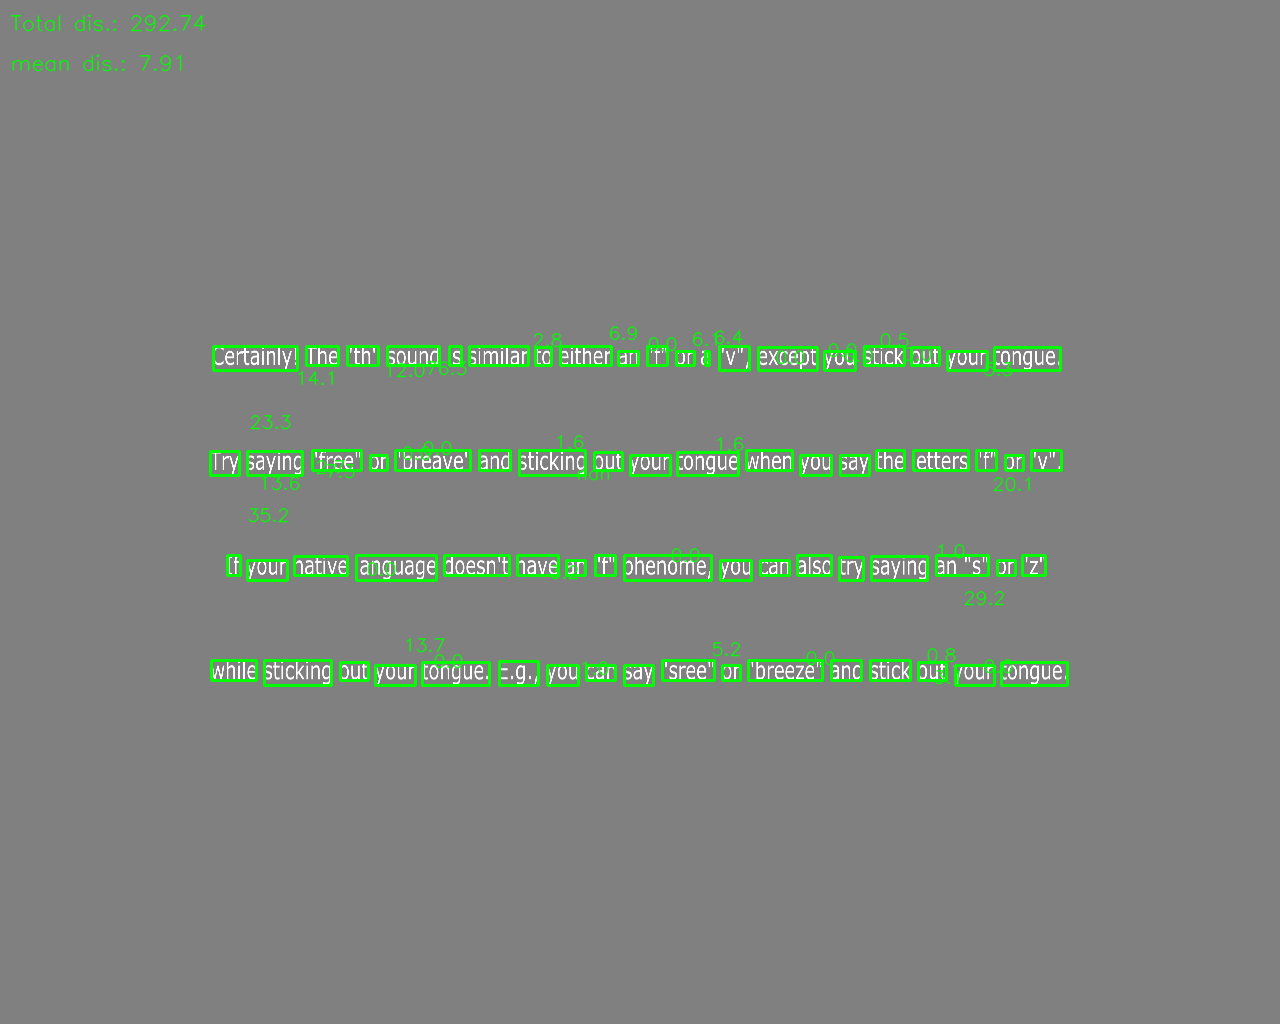 Total dis.: 292.74
mean dis.: 7.91
Certainly! The 'th' sound is similar to either an "f" or a "v", except you stick out your tongue.
Try saying "free" or "breave" and sticking out your tongue when you say the letters "f" or "v".
If your native language doesn't have an "f" phenome, you can also try saying an "s" or 'z'
while sticking out your tongue. E.g., you can say "sree" or "breeze" and stick out your tongue.